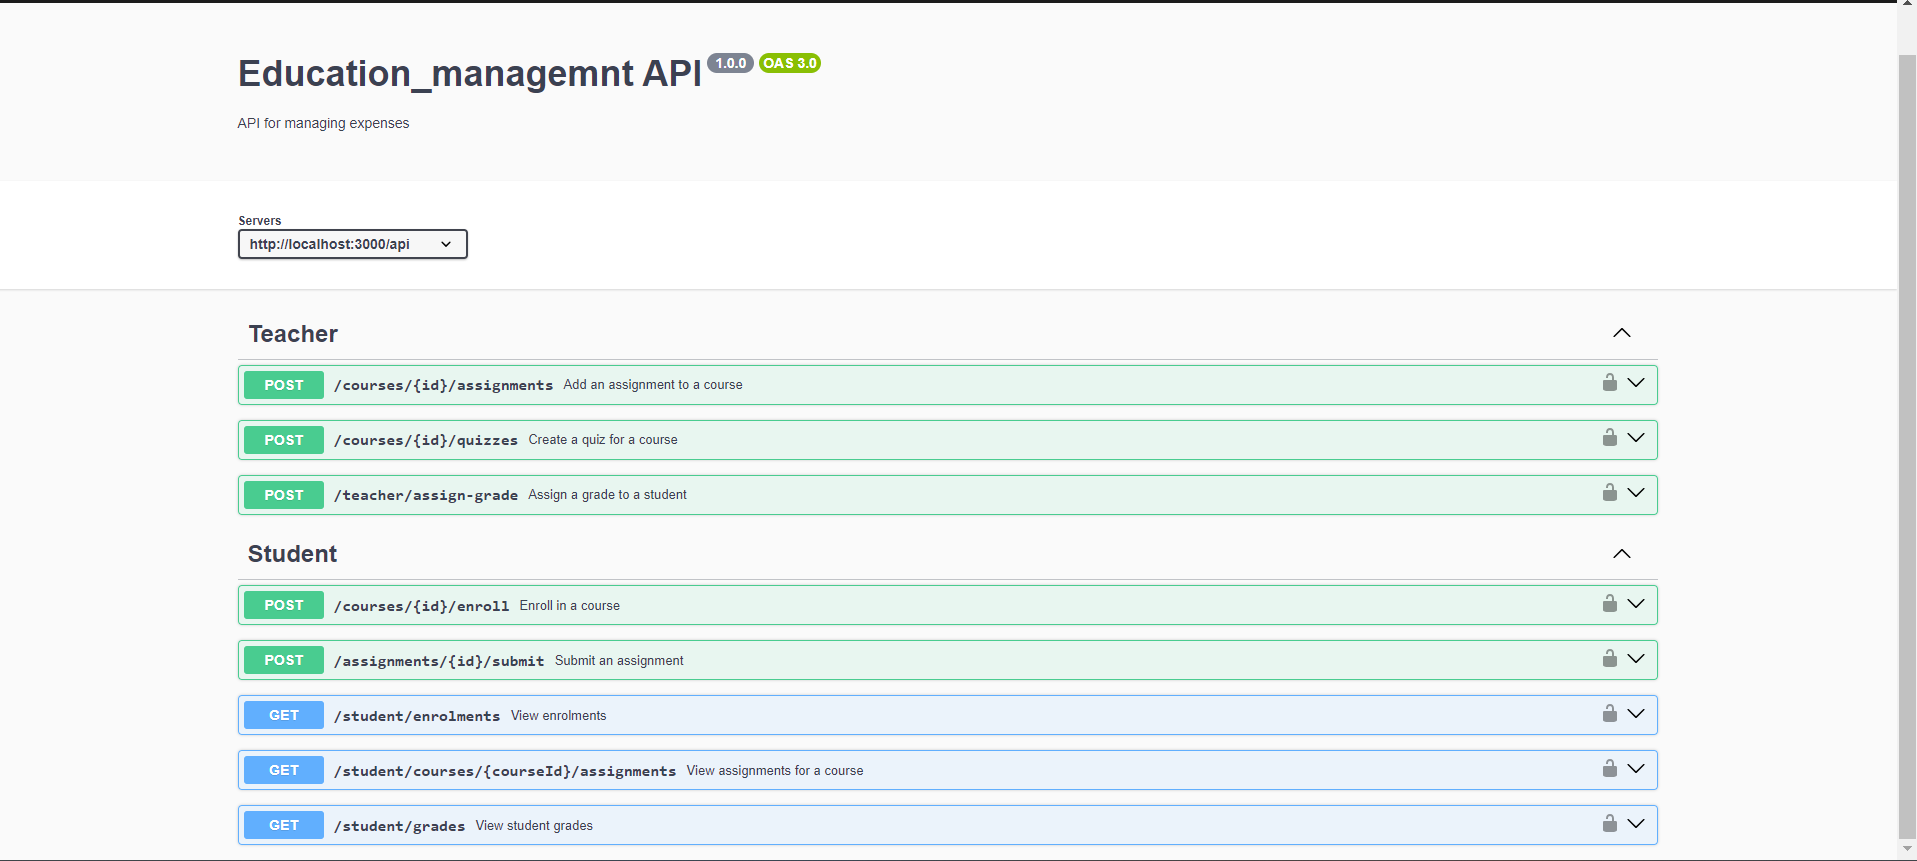 Education_managemnt API 1.0.0 OAS 3.0
API for managing expenses
Servers
http://localhost:3000/api
Teacher
POST /courses/{id}/assignments Add an assignment to a course
POST /courses/{id}/quizzes Create a quiz for a course
POST /teacher/assign-grade Assign a grade to a student
Student
POST /courses/{id}/enroll Enroll in a course
POST /assignments/{id}/submit Submit an assignment
GET /student/enrolments View enrolments
GET /student/courses/{courseId}/assignments View assignments for a course
GET /student/grades View student grades